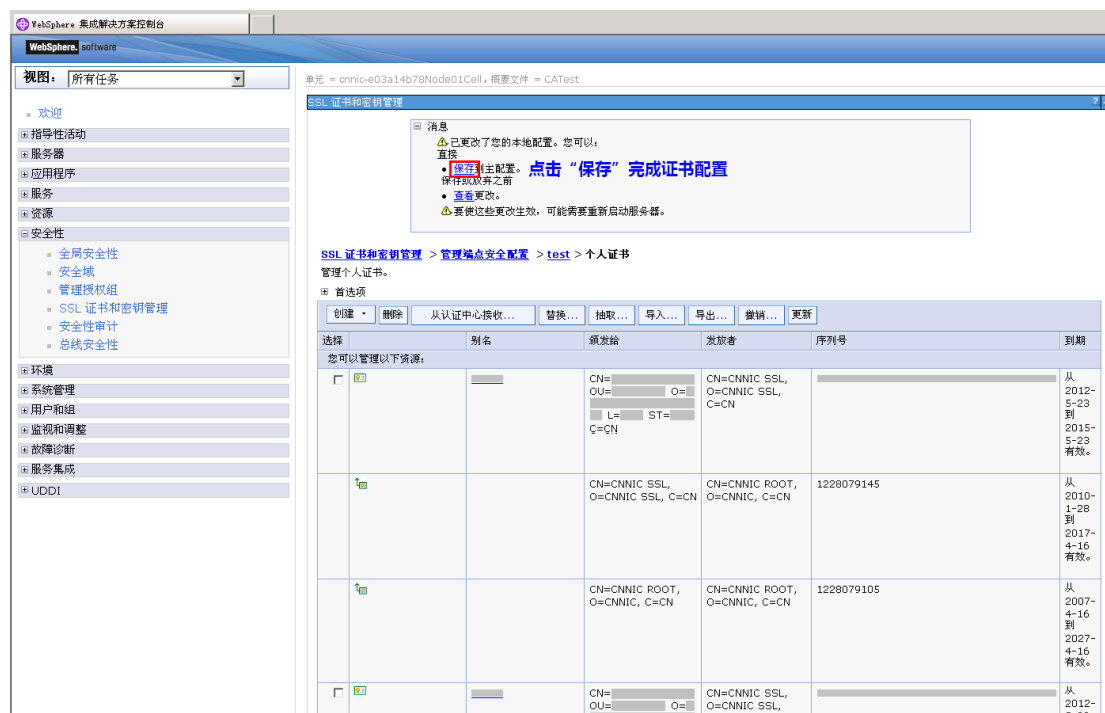 WebSphere 集成解决方案控制台
WebSphere. software
视图： 所有任务
欢迎
指导性活动
服务器
应用程序
服务
资源
安全性
全局安全性
安全域
管理授权组
SSL 证书和密钥管理
安全性审计
总线安全性
环境
系统管理
用户和组
监视和调整
故障诊断
服务集成
UDDI
单元 = cnnic-e03a14b78Node01Cell，概要文件 = CATest
SSL 证书和密钥管理 ?
消息
已更改了您的本地配置。您可以：
直接
保存到主配置。 点击“保存”完成证书配置
保存或放弃之前
查看更改。
要使这些更改生效，可能需要重新启动服务器。
SSL 证书和密钥管理 > 管理端点安全配置 > test > 个人证书
管理个人证书。
首选项
创建 删除 从认证中心接收... 替换... 抽取... 导入... 导出... 撤销... 更新
选择 别名 颁发给 发放者 序列号 到期
您可以管理以下资源：
CN= CN=CNNIC SSL, 从
OU= O= O=CNNIC SSL, 2012-
C=CN 5-23
L= ST= 到
C=CN 2015-
5-23
有效。
CN=CNNIC SSL, CN=CNNIC ROOT, 1228079145 从
O=CNNIC SSL, C=CN O=CNNIC, C=CN 2010-
1-28
到
2017-
4-16
有效。
CN=CNNIC ROOT, CN=CNNIC ROOT, 1228079105 从
O=CNNIC, C=CN O=CNNIC, C=CN 2007-
4-16
到
2027-
4-16
有效。
CN= CN=CNNIC SSL, 从
OU= O= O=CNNIC SSL, 2012-